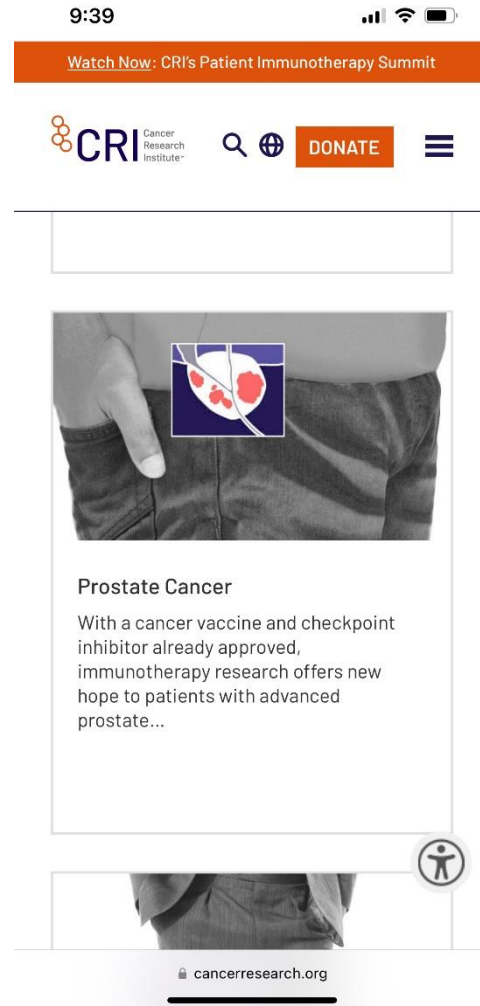 9:39
Watch Now: CRI's Patient Immunotherapy Summit
CRI Cancer
Research
Institute
DONATE
Prostate Cancer
With a cancer vaccine and checkpoint
inhibitor already approved,
immunotherapy research offers new
hope to patients with advanced
prostate...
cancerresearch.org